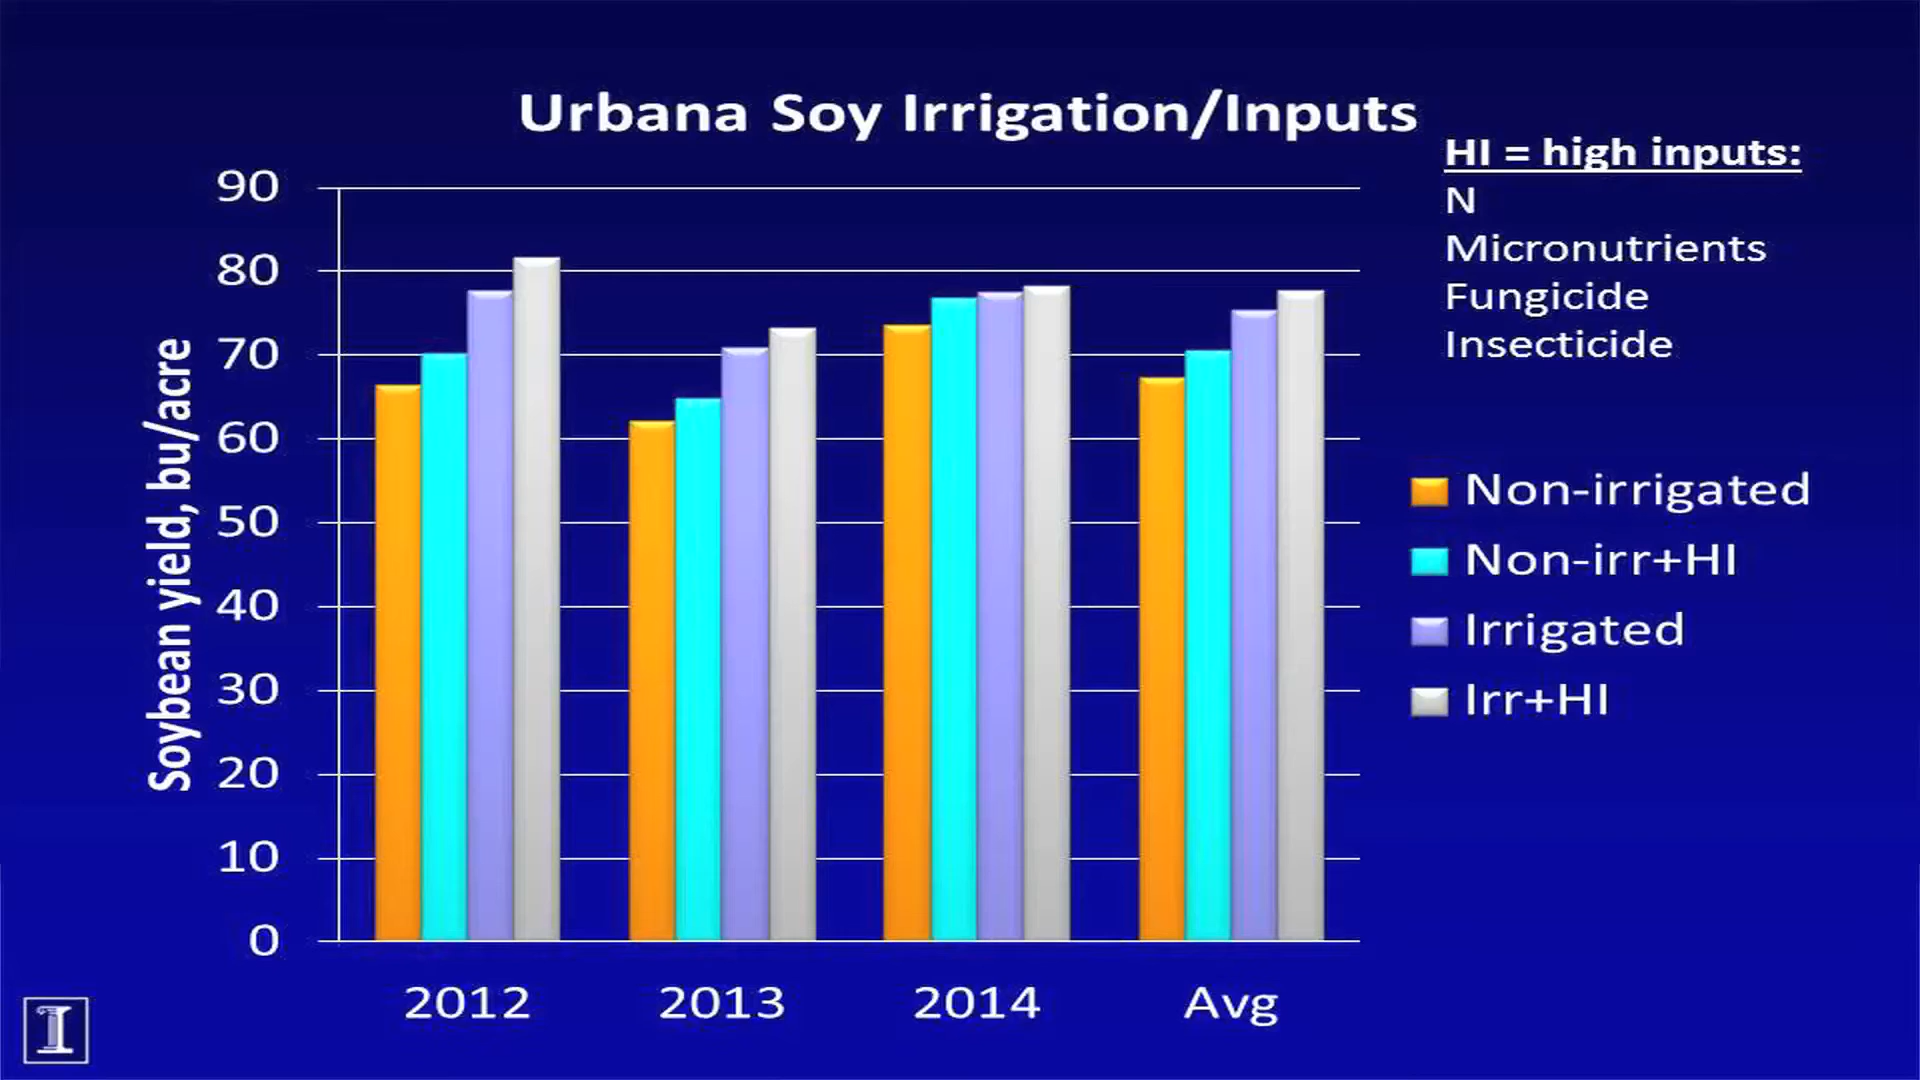 Urbana Soy Irrigation/Inputs
HI = high inputs:
N
Micronutrients
Fungicide
Insecticide
Soybean yield, bu/acre
90
80
70
60
50
40
30
20
10
0
2012 2013 2014 Avg
Non-irrigated
Non-irr+HI
Irrigated
Irr+HI
I